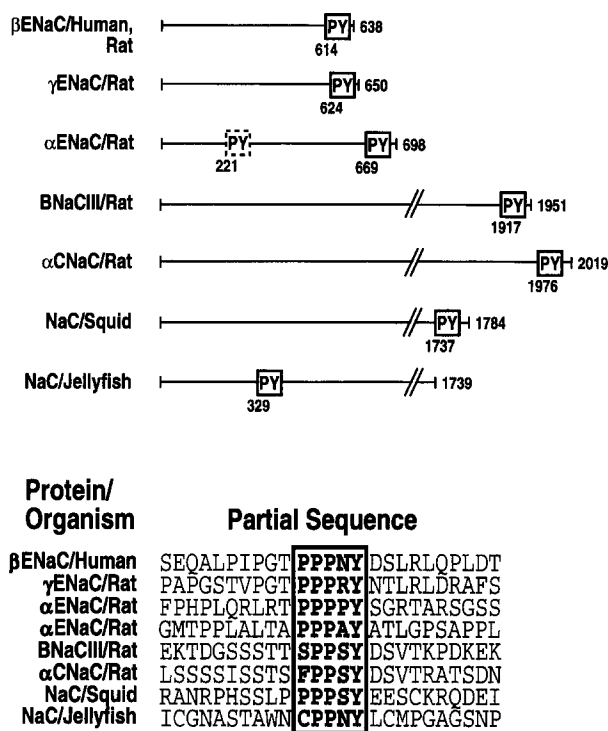 βENaC/Human, PY 638
Rat 614
γENaC/Rat PY 650
624
αENaC/Rat PY PY 698
221 669
BNaCIII/Rat PY 1951
1917
αCNaC/Rat PY 2019
1976
NaC/Squid PY 1784
1737
NaC/Jellyfish PY 1739
329
Protein/
Organism Partial Sequence
βENaC/Human SEQALPIPGT PPPNY DSLRLQPLDT
γENaC/Rat PAPGSTVPGT PPPRY NTLRLDRAFS
αENaC/Rat FPHPLQRLRT PPPPY SGRTARSGSS
αENaC/Rat GMTPPLALTA PPPAY ATLGPSAPPL
BNaCIII/Rat EKTDGSSSTT SPPSY DSVTKPDKEK
αCNaC/Rat LSSSSISSTS FPPSY DSVTRATSDN
NaC/Squid RANRPHSSLP PPPSY EESCKRQDEI
NaC/Jellyfish ICGNASTAWN CPPNY LCMPGAGSNP